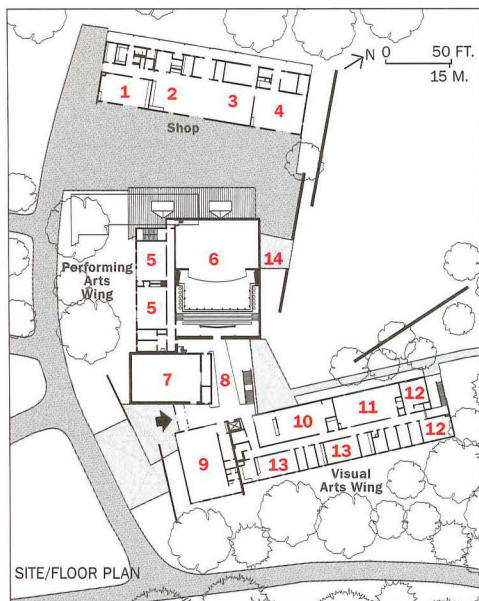 N 0 50 FT.
15 M.
1 2 3 4
Shop
Performing
Arts
Wing
5
5
6
14
7
8
9
10
11
12
12
13
13
Visual
Arts Wing
SITE/FLOOR PLAN